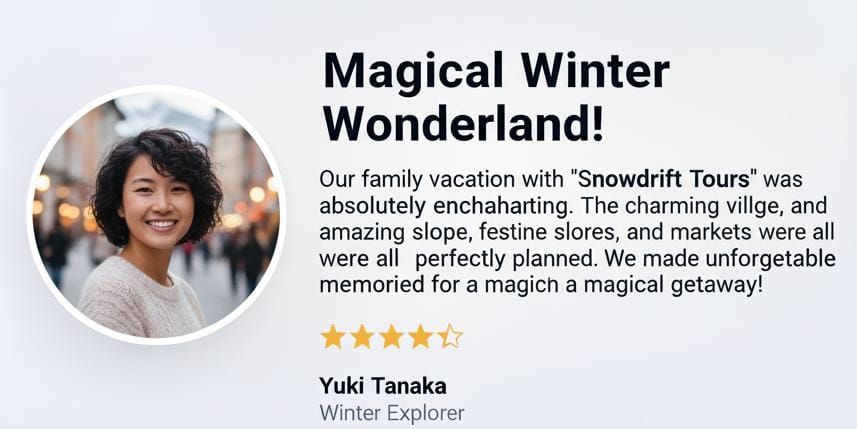 Magical Winter
Wonderland!
Our family vacation with "Snowdrift Tours" was
absolutely enchaharting. The charming villge, and
amazing slope, festine slores, and markets were all
were all perfectly planned. We made unforgetable
memoried for a magich a magical getaway!
Yuki Tanaka
Winter Explorer